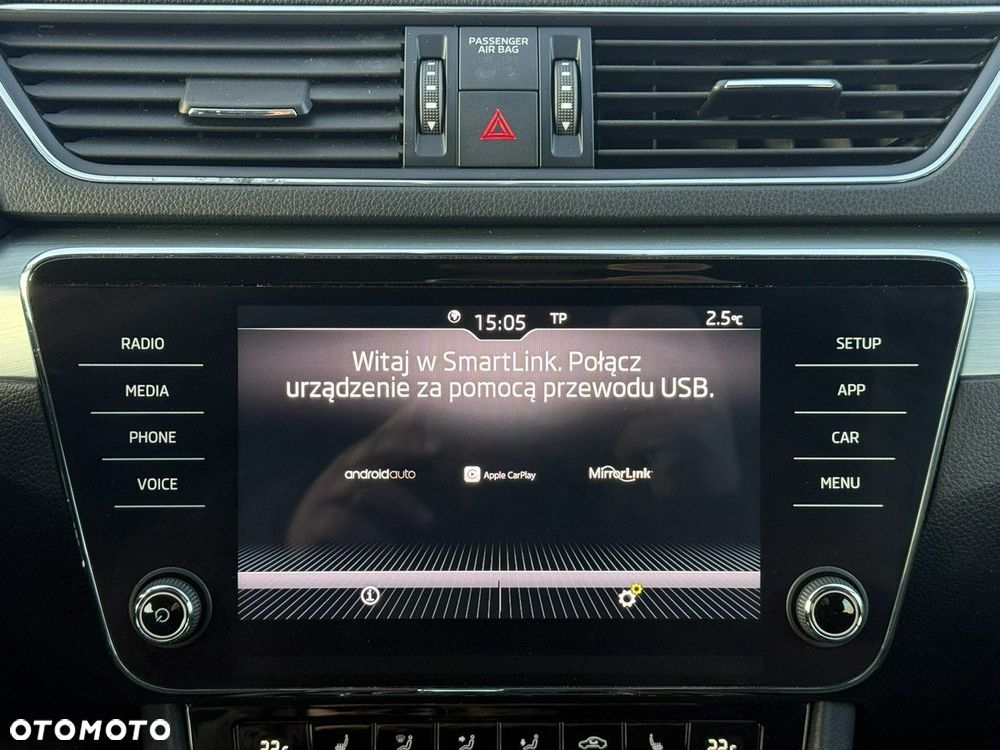 PASSENGER
AIR BAG
15:05 TP 2.5°C
RADIO
MEDIA
PHONE
VOICE
Witaj w SmartLink. Połącz
urządzenie za pomocą przewodu USB.
androidauto Apple CarPlay MirrorLink
SETUP
APP
CAR
MENU
OTOMOTO